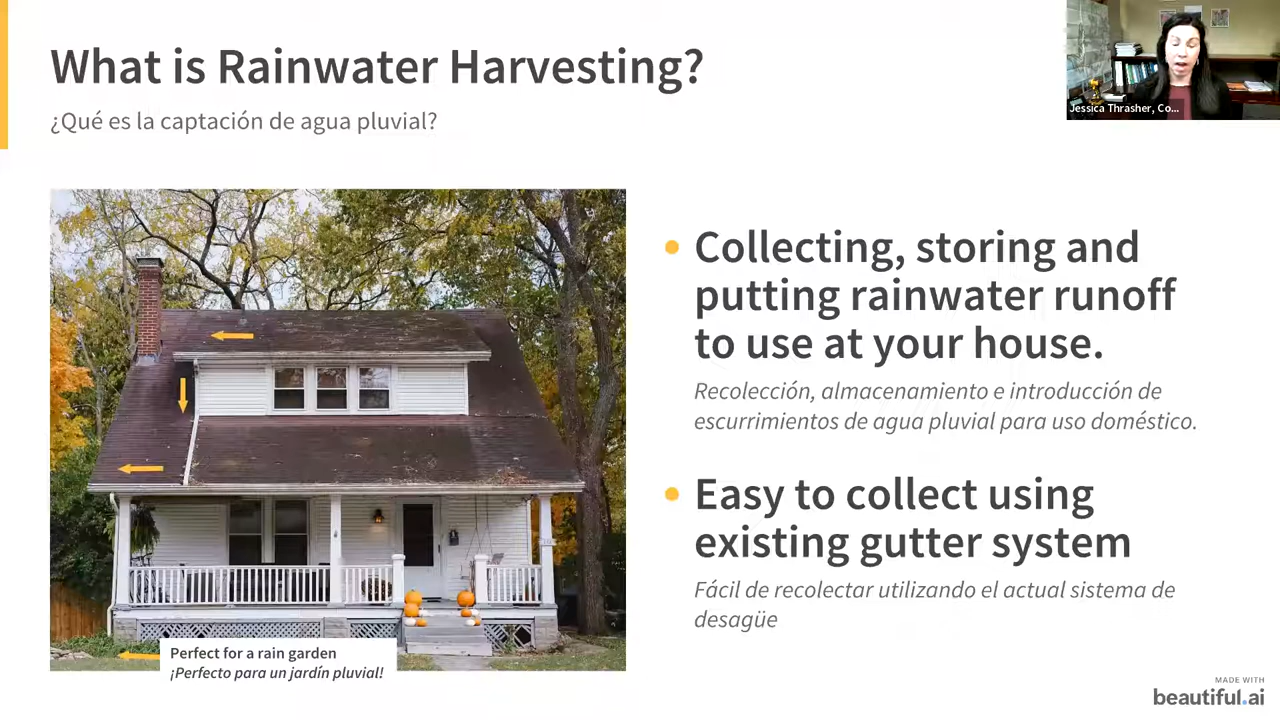 What is Rainwater Harvesting?
¿Qué es la captación de agua pluvial?
Jessica Thrasher, Co...
Collecting, storing and
putting rainwater runoff
to use at your house.
Recolección, almacenamiento e introducción de
escurrimientos de agua pluvial para uso doméstico.
Easy to collect using
existing gutter system
Fácil de recolectar utilizando el actual sistema de
desagüe
Perfect for a rain garden
¡Perfecto para un jardín pluvial!
MADE WITH
beautiful.ai